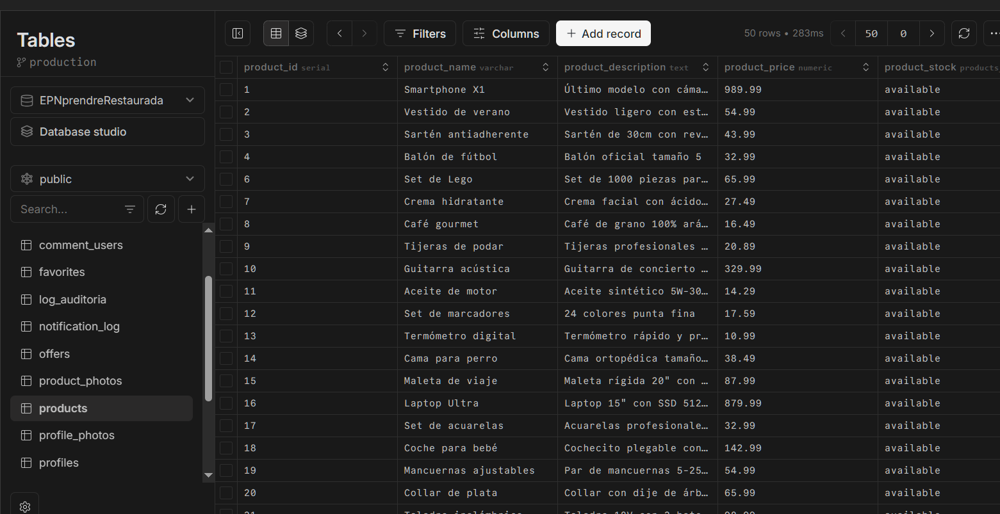 Tables
production
EPNprendreRestaurada
Database studio
public
Search...
comment_users
favorites
log_auditoria
notification_log
offers
product_photos
products
profile_photos
profiles
Filters Columns Add record 50 rows • 283ms 50 0
product_id serial product_name varchar product_description text product_price numeric product_stock products_
1 Smartphone X1 Último modelo con cáma… 989.99 available
2 Vestido de verano Vestido ligero con est… 54.99 available
3 Sartén antiadherente Sartén de 30cm con rev… 43.99 available
4 Balón de fútbol Balón oficial tamaño 5 32.99 available
6 Set de Lego Set de 1000 piezas par… 65.99 available
7 Crema hidratante Crema facial con ácido… 27.49 available
8 Café gourmet Café de grano 100% ará… 16.49 available
9 Tijeras de podar Tijeras profesionales … 20.89 available
10 Guitarra acústica Guitarra de concierto … 329.99 available
11 Aceite de motor Aceite sintético 5W-30… 14.29 available
12 Set de marcadores 24 colores punta fina 17.59 available
13 Termómetro digital Termómetro rápido y pr… 10.99 available
14 Cama para perro Cama ortopédica tamaño… 38.49 available
15 Maleta de viaje Maleta rígida 20" con … 87.99 available
16 Laptop Ultra Laptop 15" con SSD 512… 879.99 available
17 Set de acuarelas Acuarelas profesionale… 32.99 available
18 Coche para bebé Cochecito plegable con… 142.99 available
19 Mancuernas ajustables Par de mancuernas 5-25… 54.99 available
20 Collar de plata Collar con dije de árb… 65.99 available